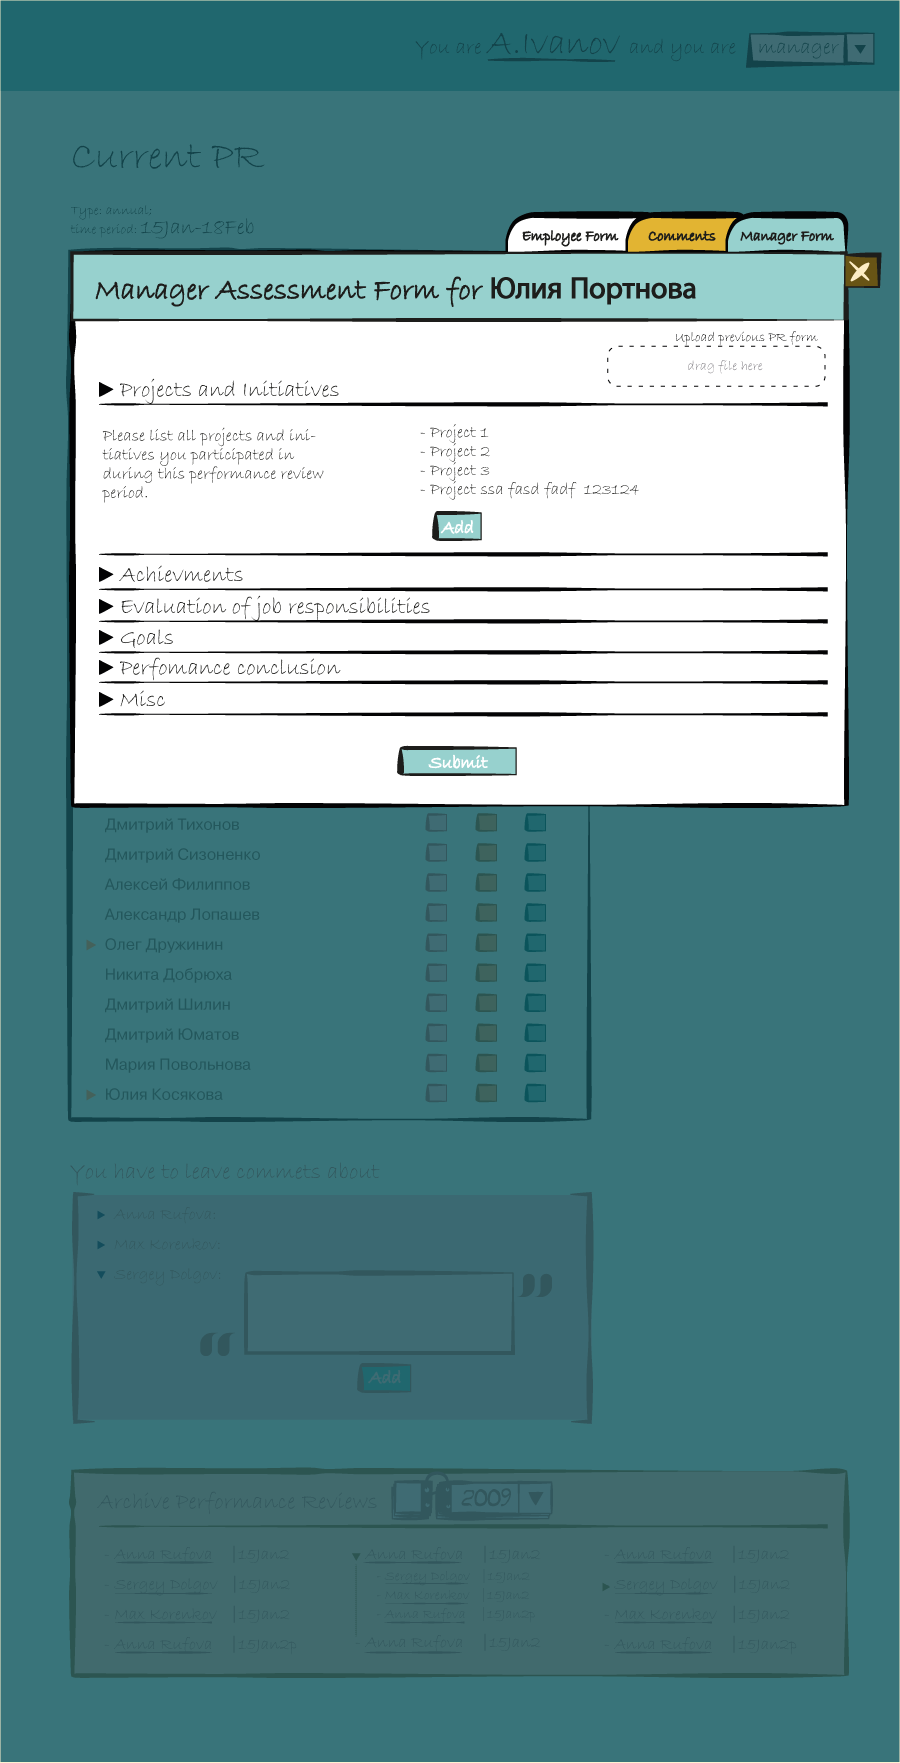 You are A.Ivanov and you are manager
Current PR
Type: annual;
time period: 15Jan-18Feb
Employee Form Comments Manager Form
Manager Assessment Form for Юлия Портнова
Upload previous PR form
drag file here
Projects and Initiatives
Please list all projects and ini-
tiatives you participated in
during this performance review
period.
- Project 1
- Project 2
- Project 3
- Project ssa fasd fadf 123124
Add
Achievments
Evaluation of job responsibilities
Goals
Perfomance conclusion
Misc
Submit
Дмитрий Тихонов
Дмитрий Сизоненко
Алексей Филиппов
Александр Лопашев
Олег Дружинин
Никита Добрюха
Дмитрий Шилин
Дмитрий Юматов
Мария Повольнова
Юлия Косякова
You have to leave commets about
Anna Rufova:
Max Korenkov:
Sergey Dolgov:
Add
Archive Performance Reviews 2009
- Anna Rufova |15Jan2
- Sergey Dolgov |15Jan2
- Max Korenkov |15Jan2
- Anna Rufova |15Jan2p
Anna Rufova |15Jan2
- Sergey Dolgov |15Jan2
- Max Korenkov |15Jan2
- Anna Rufova |15Jan2p
- Anna Rufova |15Jan2
- Anna Rufova |15Jan2
Sergey Dolgov |15Jan2
- Max Korenkov |15Jan2
- Anna Rufova |15Jan2p